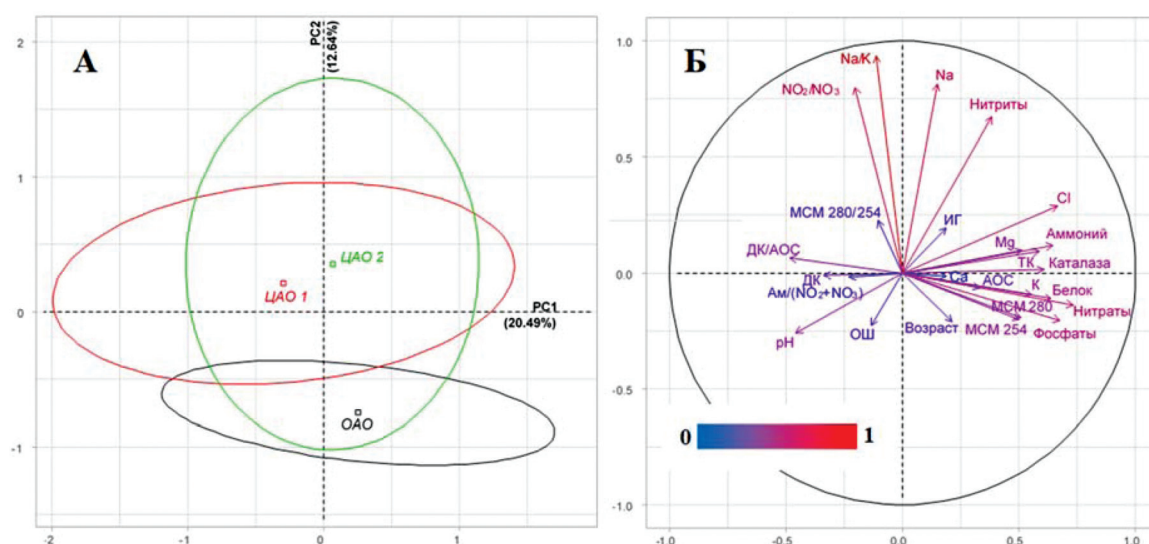 А
PC2
(12.64%)
2
1
0
-1
ЦАО 2
ЦАО 1
ОАО
PC1
(20.49%)
-2
-1
0
1
Б
1.0
0.5
0.0
-0.5
-1.0
Na/K
NO₂/NO₃
Na
Нитриты
МСМ 280/254
ИГ
Cl
ДК/АОС
Mg
Аммоний
ТК
Каталаза
ДК
Ca
АОС
К
Белок
Ам/(NO₂+NO₃)
МСМ 280
Нитраты
pH
ОШ
Возраст
МСМ 254
Фосфаты
0
1
-1.0
-0.5
0.0
0.5
1.0